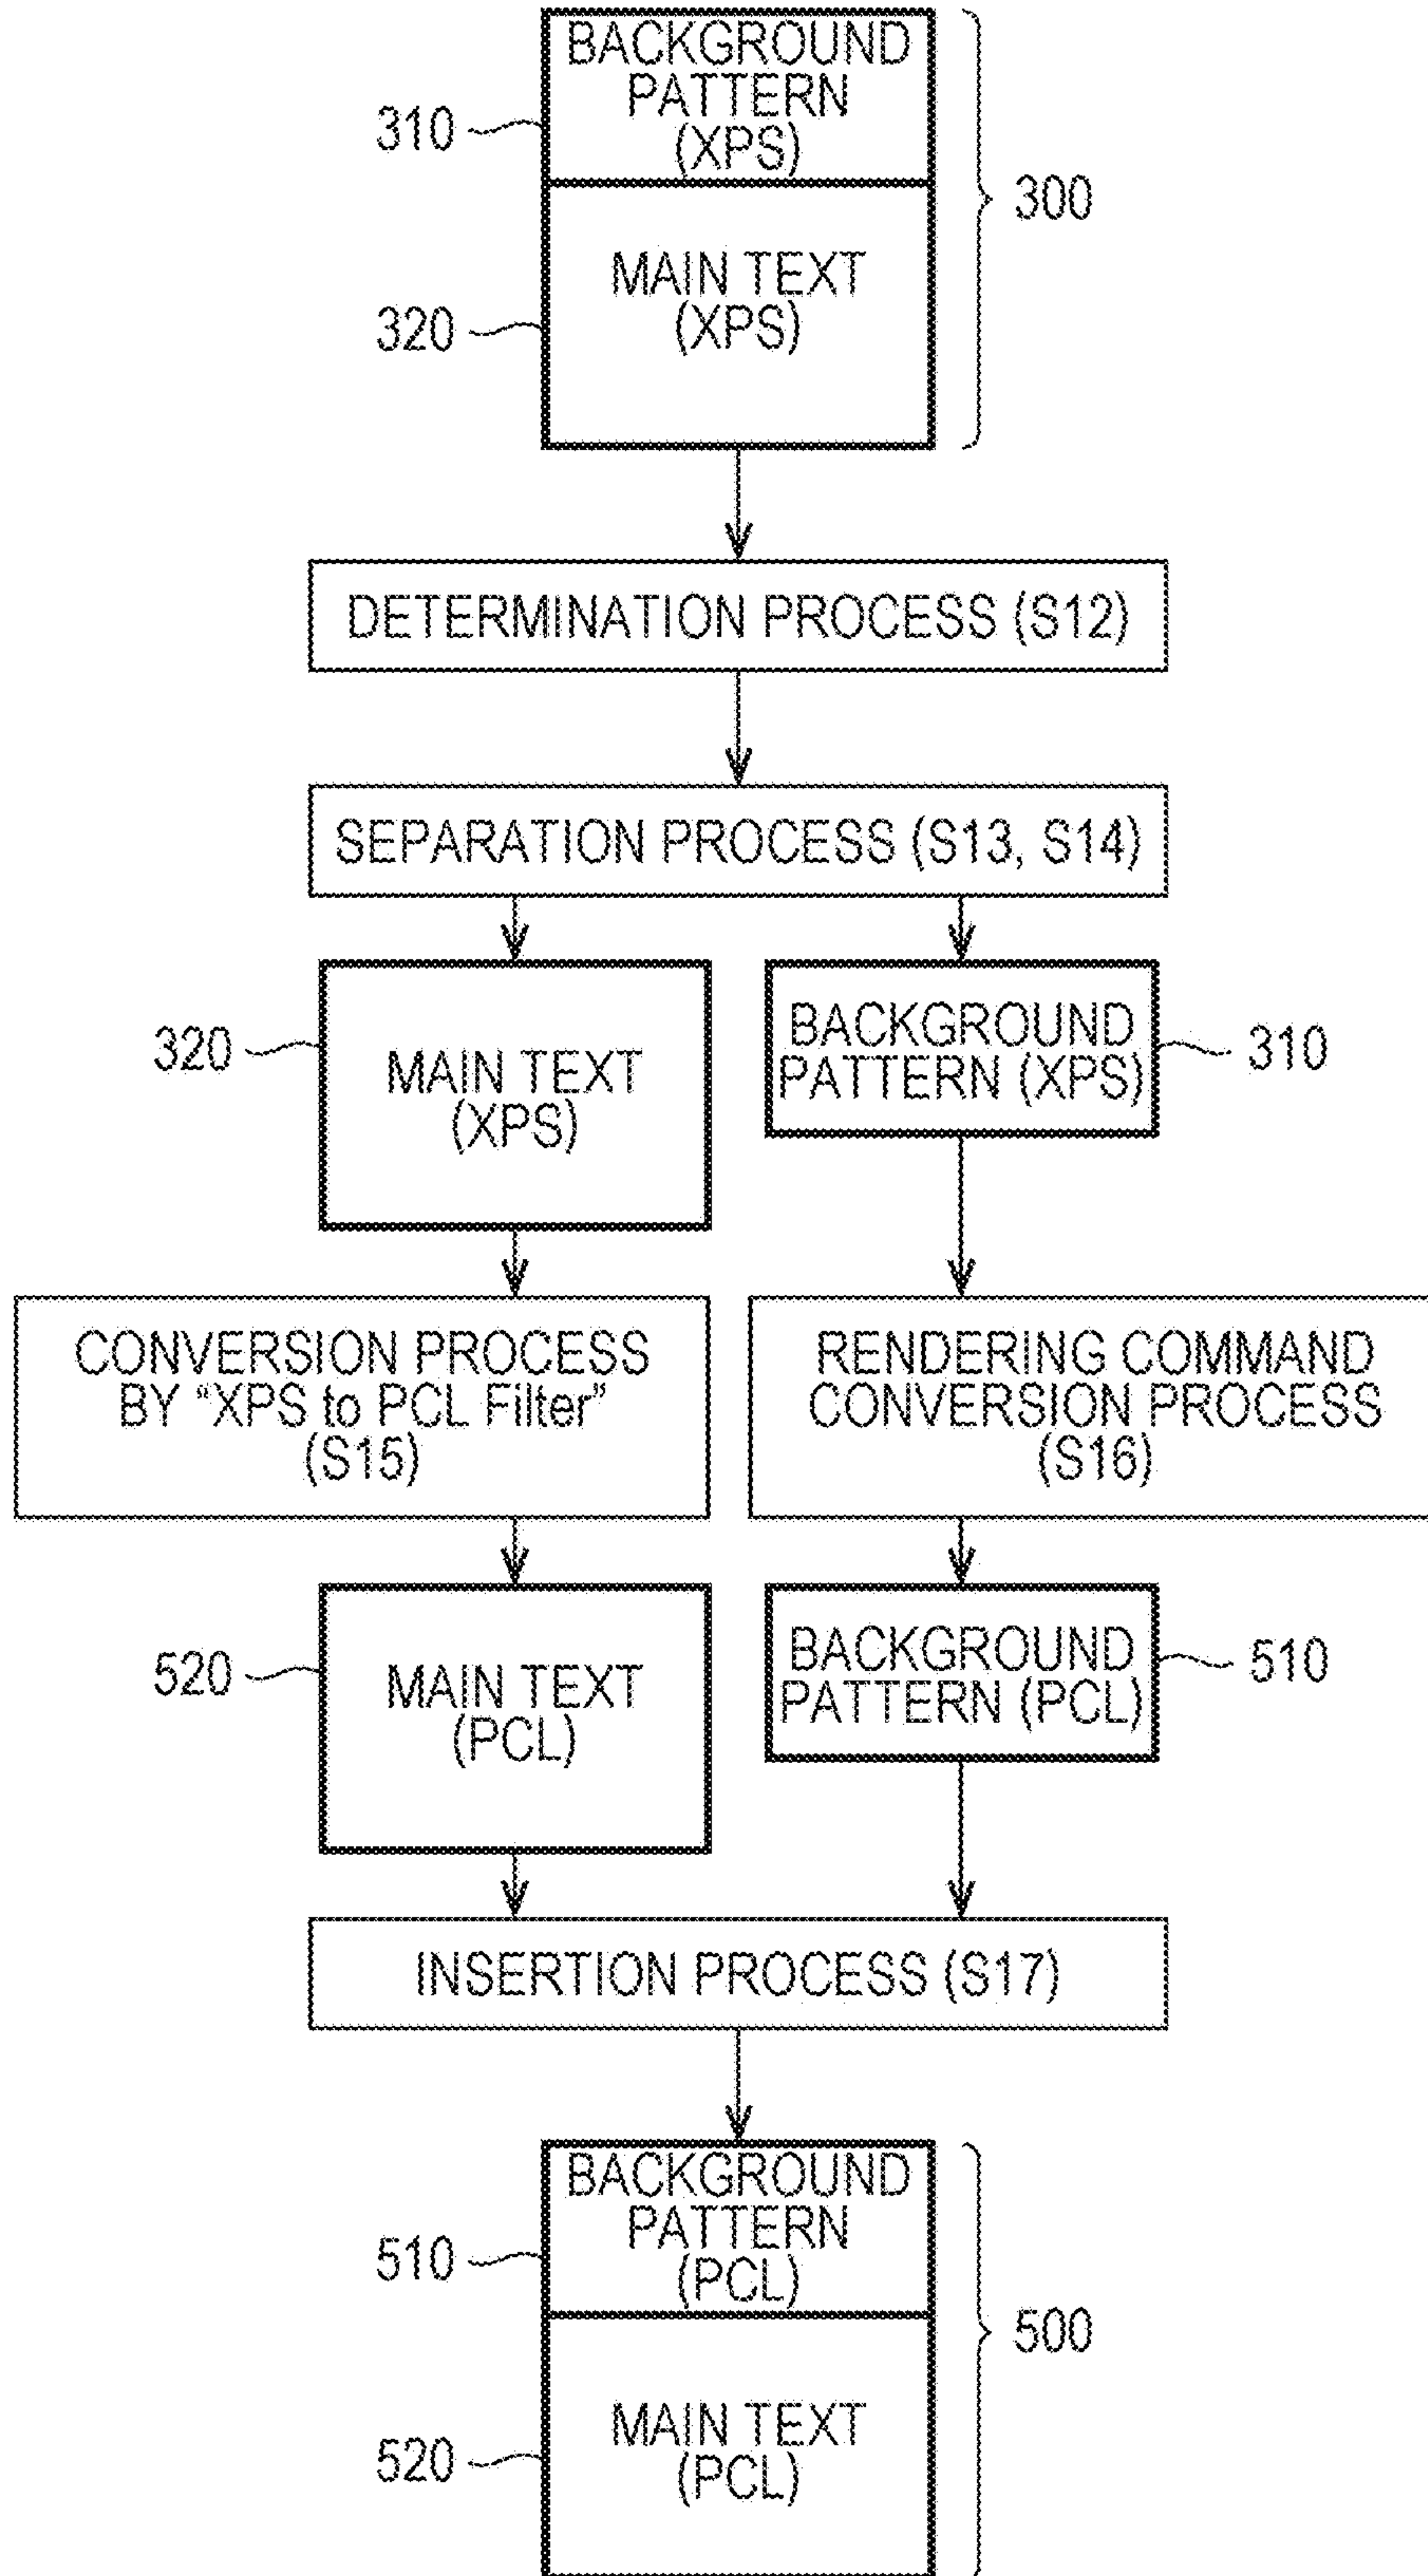 BACKGROUND
PATTERN
(XPS)
310
300
MAIN TEXT
(XPS)
320
DETERMINATION PROCESS (S12)
SEPARATION PROCESS (S13, S14)
320
MAIN TEXT
(XPS)
BACKGROUND
PATTERN (XPS)
310
CONVERSION PROCESS
BY “XPS to PCL Filter”
(S15)
RENDERING COMMAND
CONVERSION PROCESS
(S16)
520
MAIN TEXT
(PCL)
BACKGROUND
PATTERN (PCL)
510
INSERTION PROCESS (S17)
BACKGROUND
PATTERN
(PCL)
510
500
MAIN TEXT
(PCL)
520